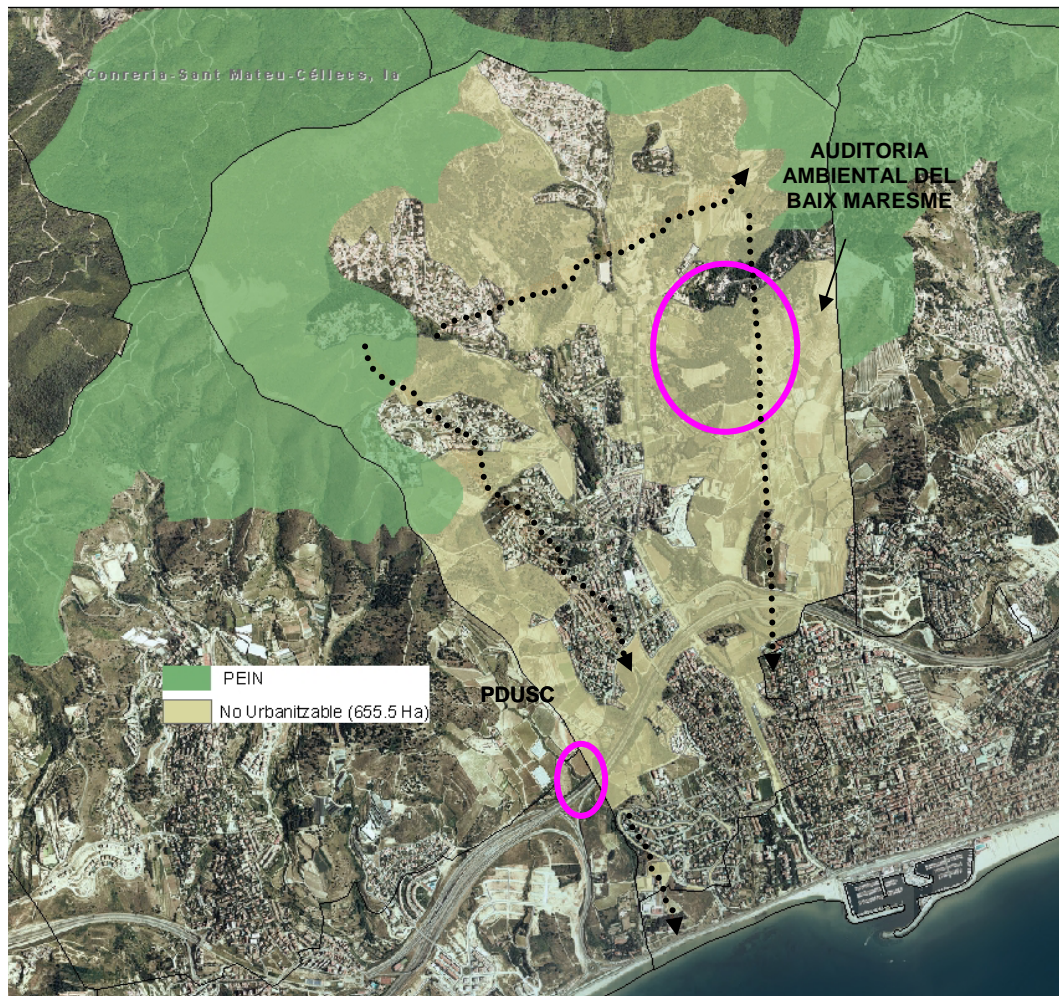 Conreria-Sant Mateu-Céllecs, la
AUDITORIA
AMBIENTAL DEL
BAIX MARESME
PEIN
No Urbanitzable (655.5 Ha)
PDUSC